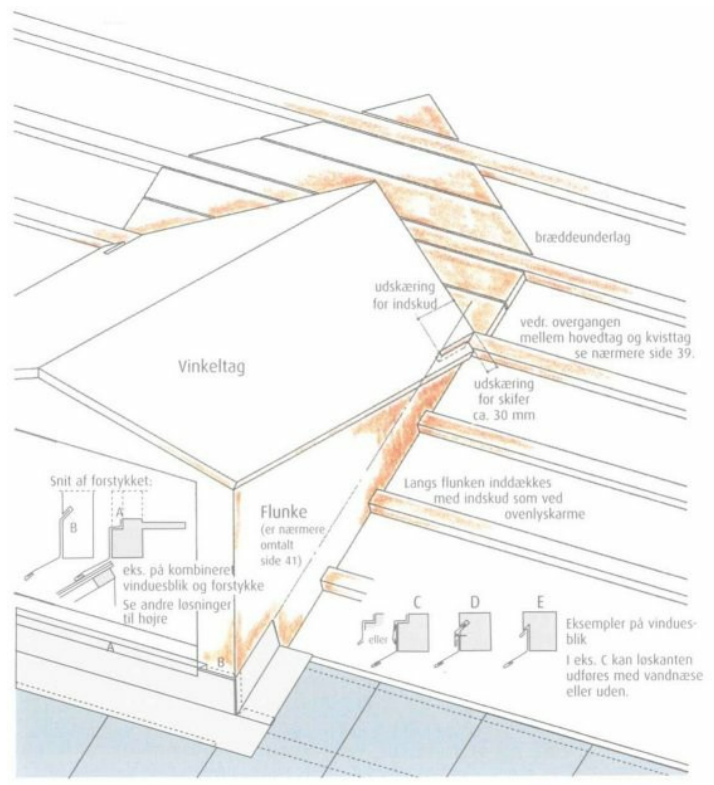 bræddeunderlag
udskæring
for indskud
vedr. overgangen
mellem hovedtag og kvisttag
se nærmere side 39.
Vinkeltag
udskæring
for skifer
ca. 30 mm
Snit af forstykket:
A
B
Flunke
(er nærmere
omtalt
side 41)
Langs flunken inddækkes
med indskud som ved
ovenlyskarme
eks. på kombineret
vinduesblik og forstykke
Se andre løsninger
til højre
C
D
E
eller
Eksempler på vindues-
blik
I eks. C kan løskanten
udføres med vandnæse
eller uden.
A
B